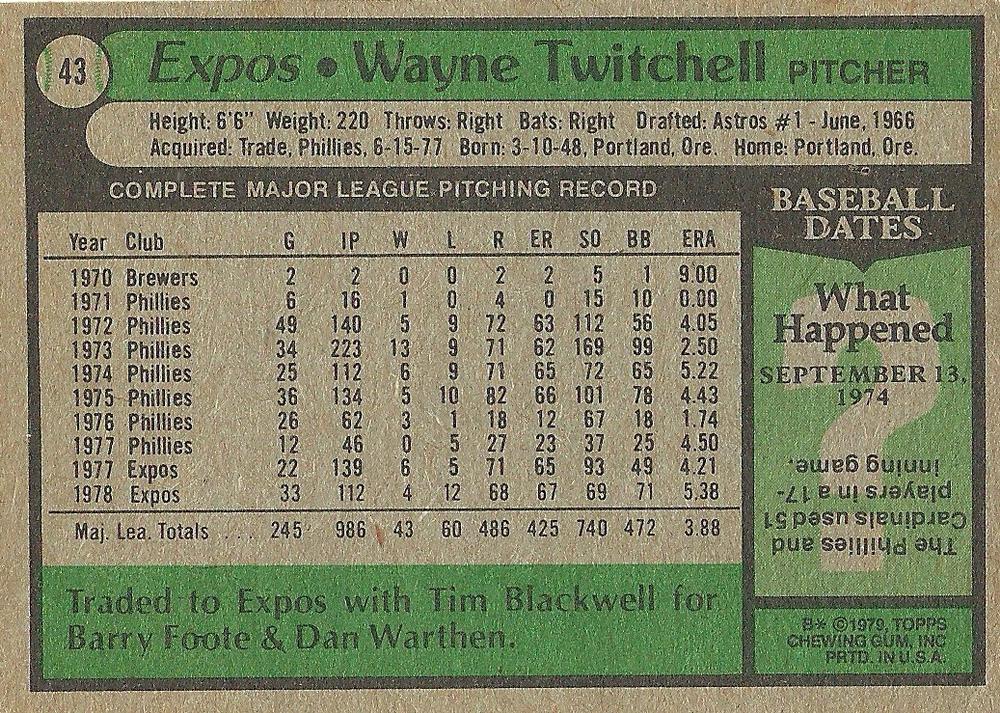 43
Expos • Wayne Twitchell PITCHER
Height: 6'6" Weight: 220 Throws: Right Bats: Right Drafted: Astros #1 - June, 1966
Acquired: Trade, Phillies, 6-15-77 Born: 3-10-48, Portland, Ore. Home: Portland, Ore.
COMPLETE MAJOR LEAGUE PITCHING RECORD
Year Club G IP W L R ER SO BB ERA
1970 Brewers 2 2 0 0 2 2 5 1 9.00
1971 Phillies 6 16 1 0 4 0 15 10 0.00
1972 Phillies 49 140 5 9 72 63 112 56 4.05
1973 Phillies 34 223 13 9 71 62 169 99 2.50
1974 Phillies 25 112 6 9 71 65 72 65 5.22
1975 Phillies 36 134 5 10 82 66 101 78 4.43
1976 Phillies 26 62 3 1 18 12 67 18 1.74
1977 Phillies 12 46 0 5 27 23 37 25 4.50
1977 Expos 22 139 6 5 71 65 93 49 4.21
1978 Expos 33 112 4 12 68 67 69 71 5.38
Maj. Lea. Totals .... 245 986 43 60 486 425 740 472 3.88
Traded to Expos with Tim Blackwell for
Barry Foote & Dan Warthen.
BASEBALL
DATES
What
Happened
?
SEPTEMBER 13,
1974
The Phillies and
Cardinals used 51
players in a 17-
inning game.
B* ©1979, TOPPS
CHEWING GUM, INC
PRTD. IN U.S.A.